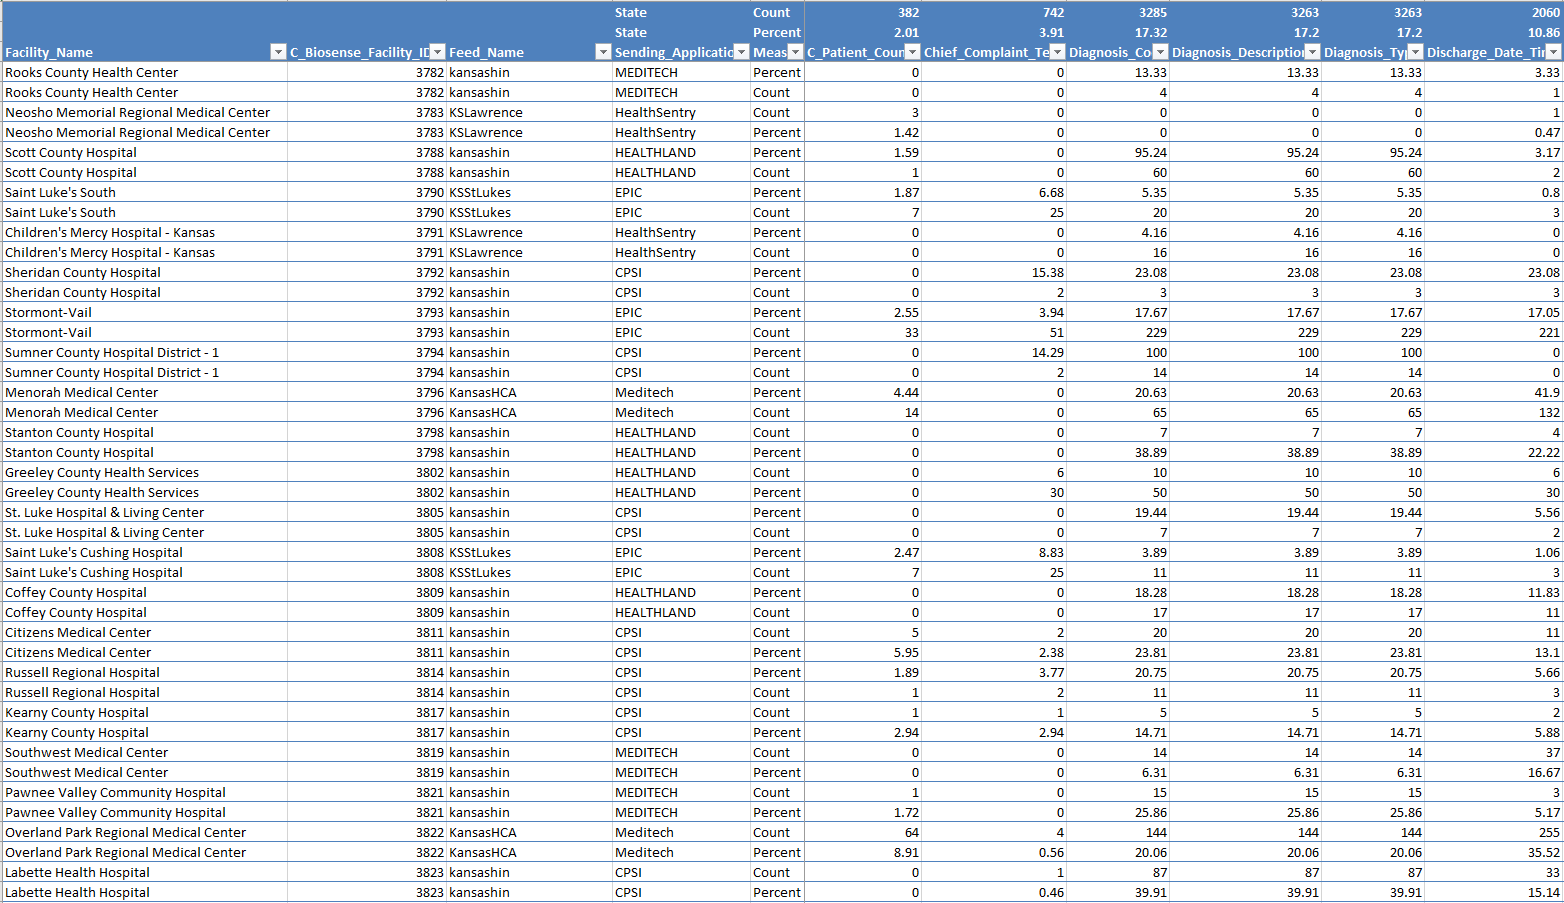 State Count 382 742 3285 3263 3263 2060
State Percent 2.01 3.91 17.32 17.2 17.2 10.86
Facility_Name C_Biosense_Facility_ID Feed_Name Sending_Applicatio Meas C_Patient_Coun Chief_Complaint_Te Diagnosis_Co Diagnosis_Description Diagnosis_Ty Discharge_Date_Ti
Rooks County Health Center 3782 kansashin MEDITECH Percent 0 0 13.33 13.33 13.33 3.33
Rooks County Health Center 3782 kansashin MEDITECH Count 0 0 4 4 4 1
Neosho Memorial Regional Medical Center 3783 KSLawrence HealthSentry Count 3 0 0 0 0 1
Neosho Memorial Regional Medical Center 3783 KSLawrence HealthSentry Percent 1.42 0 0 0 0 0.47
Scott County Hospital 3788 kansashin HEALTHLAND Percent 1.59 0 95.24 95.24 95.24 3.17
Scott County Hospital 3788 kansashin HEALTHLAND Count 1 0 60 60 60 2
Saint Luke's South 3790 KSStLukes EPIC Percent 1.87 6.68 5.35 5.35 5.35 0.8
Saint Luke's South 3790 KSStLukes EPIC Count 7 25 20 20 20 3
Children's Mercy Hospital - Kansas 3791 KSLawrence HealthSentry Percent 0 0 4.16 4.16 4.16 0
Children's Mercy Hospital - Kansas 3791 KSLawrence HealthSentry Count 0 0 16 16 16 0
Sheridan County Hospital 3792 kansashin CPSI Percent 0 15.38 23.08 23.08 23.08 23.08
Sheridan County Hospital 3792 kansashin CPSI Count 0 2 3 3 3 3
Stormont-Vail 3793 kansashin EPIC Percent 2.55 3.94 17.67 17.67 17.67 17.05
Stormont-Vail 3793 kansashin EPIC Count 33 51 229 229 229 221
Sumner County Hospital District - 1 3794 kansashin CPSI Percent 0 14.29 100 100 100 0
Sumner County Hospital District - 1 3794 kansashin CPSI Count 0 2 14 14 14 0
Menorah Medical Center 3796 KansasHCA Meditech Percent 4.44 0 20.63 20.63 20.63 41.9
Menorah Medical Center 3796 KansasHCA Meditech Count 14 0 65 65 65 132
Stanton County Hospital 3798 kansashin HEALTHLAND Count 0 0 7 7 7 4
Stanton County Hospital 3798 kansashin HEALTHLAND Percent 0 0 38.89 38.89 38.89 22.22
Greeley County Health Services 3802 kansashin HEALTHLAND Count 0 6 10 10 10 6
Greeley County Health Services 3802 kansashin HEALTHLAND Percent 0 30 50 50 50 30
St. Luke Hospital & Living Center 3805 kansashin CPSI Percent 0 0 19.44 19.44 19.44 5.56
St. Luke Hospital & Living Center 3805 kansashin CPSI Count 0 0 7 7 7 2
Saint Luke's Cushing Hospital 3808 KSStLukes EPIC Percent 2.47 8.83 3.89 3.89 3.89 1.06
Saint Luke's Cushing Hospital 3808 KSStLukes EPIC Count 7 25 11 11 11 3
Coffey County Hospital 3809 kansashin HEALTHLAND Percent 0 0 18.28 18.28 18.28 11.83
Coffey County Hospital 3809 kansashin HEALTHLAND Count 0 0 17 17 17 11
Citizens Medical Center 3811 kansashin CPSI Count 5 2 20 20 20 11
Citizens Medical Center 3811 kansashin CPSI Percent 5.95 2.38 23.81 23.81 23.81 13.1
Russell Regional Hospital 3814 kansashin CPSI Percent 1.89 3.77 20.75 20.75 20.75 5.66
Russell Regional Hospital 3814 kansashin CPSI Count 1 2 11 11 11 3
Kearny County Hospital 3817 kansashin CPSI Count 1 1 5 5 5 2
Kearny County Hospital 3817 kansashin CPSI Percent 2.94 2.94 14.71 14.71 14.71 5.88
Southwest Medical Center 3819 kansashin MEDITECH Count 0 0 14 14 14 37
Southwest Medical Center 3819 kansashin MEDITECH Percent 0 0 6.31 6.31 6.31 16.67
Pawnee Valley Community Hospital 3821 kansashin MEDITECH Count 1 0 15 15 15 3
Pawnee Valley Community Hospital 3821 kansashin MEDITECH Percent 1.72 0 25.86 25.86 25.86 5.17
Overland Park Regional Medical Center 3822 KansasHCA Meditech Count 64 4 144 144 144 255
Overland Park Regional Medical Center 3822 KansasHCA Meditech Percent 8.91 0.56 20.06 20.06 20.06 35.52
Labette Health Hospital 3823 kansashin CPSI Count 0 1 87 87 87 33
Labette Health Hospital 3823 kansashin CPSI Percent 0 0.46 39.91 39.91 39.91 15.14